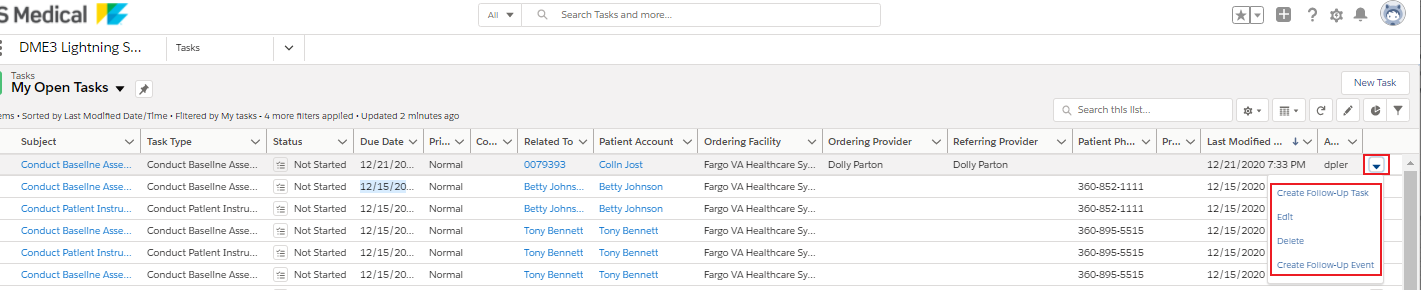 S Medical
All
Search Tasks and more...
DME3 Lightning S...
Tasks
Tasks
My Open Tasks
New Task
ems • Sorted by Last Modified Date/Time • Filtered by My tasks • 4 more filters applied • Updated 2 minutes ago
Search this list...
Subject Task Type Status Due Date Pri... Co... Related To Patient Account Ordering Facility Ordering Provider Referring Provider Patient Ph... Pr... Last Modified ... A...
Conduct Baseline Asse... Conduct Baseline Asse... Not Started 12/21/20... Normal 0079393 Colin Jost Fargo VA Healthcare Sy... Dolly Parton Dolly Parton 12/21/2020 7:33 PM dpler
Conduct Baseline Asse... Conduct Baseline Asse... Not Started 12/15/20... Normal Betty Johns... Betty Johnson Fargo VA Healthcare Sy... 360-852-1111 12/15/2020
Create Follow-Up Task
Conduct Patient Instru... Conduct Patient Instru... Not Started 12/15/20... Normal Betty Johns... Betty Johnson Fargo VA Healthcare Sy... 360-852-1111 12/15/2020
Edit
Conduct Baseline Asse... Conduct Baseline Asse... Not Started 12/15/20... Normal Tony Bennett Tony Bennett Fargo VA Healthcare Sy... 360-895-5515 12/15/2020
Delete
Conduct Patient Instru... Conduct Patient Instru... Not Started 12/15/20... Normal Tony Bennett Tony Bennett Fargo VA Healthcare Sy... 360-895-5515 12/15/2020
Create Follow-Up Event
Conduct Baseline Asse... Conduct Baseline Asse... Not Started 12/15/20... Normal Tony Bennett Tony Bennett Fargo VA Healthcare Sy... 360-895-5515 12/15/2020